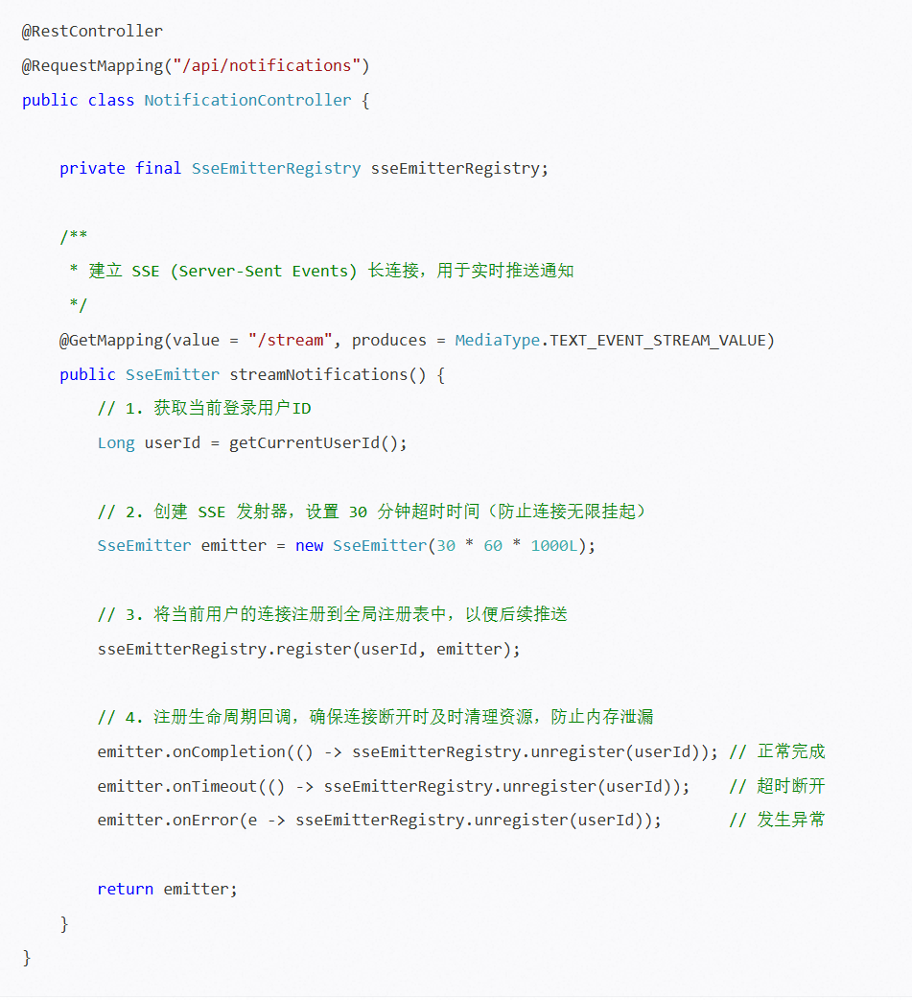 @RestController
@RequestMapping("/api/notifications")
public class NotificationController {
    private final SseEmitterRegistry sseEmitterRegistry;
    /**
     * 建立 SSE (Server-Sent Events) 长连接，用于实时推送通知
     */
    @GetMapping(value = "/stream", produces = MediaType.TEXT_EVENT_STREAM_VALUE)
    public SseEmitter streamNotifications() {
        // 1. 获取当前登录用户ID
        Long userId = getCurrentUserId();
        // 2. 创建 SSE 发射器，设置 30 分钟超时时间（防止连接无限挂起）
        SseEmitter emitter = new SseEmitter(30 * 60 * 1000L);
        // 3. 将当前用户的连接注册到全局注册表中，以便后续推送
        sseEmitterRegistry.register(userId, emitter);
        // 4. 注册生命周期回调，确保连接断开时及时清理资源，防止内存泄漏
        emitter.onCompletion(() -> sseEmitterRegistry.unregister(userId)); // 正常完成
        emitter.onTimeout(() -> sseEmitterRegistry.unregister(userId));    // 超时断开
        emitter.onError(e -> sseEmitterRegistry.unregister(userId));       // 发生异常
        return emitter;
    }
}